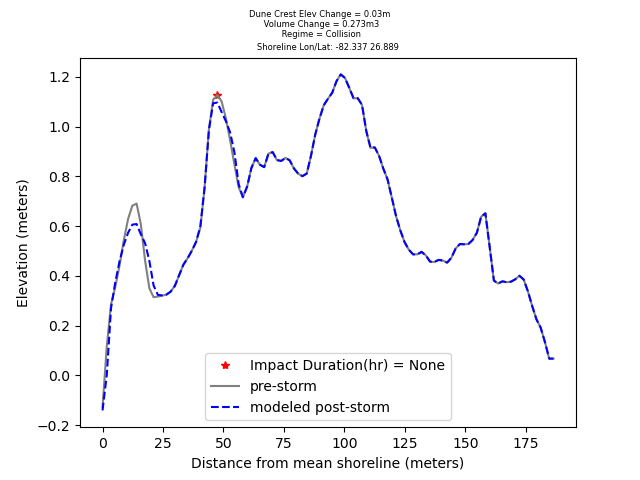 Dune Crest Elev Change = 0.03m
Volume Change = 0.273m3
Regime = Collision
Shoreline Lon/Lat: -82.337 26.889
1.2
1.0
0.8
0.6
0.4
0.2
0.0
−0.2
Elevation (meters)
Impact Duration(hr) = None
pre-storm
modeled post-storm
0 25 50 75 100 125 150 175
Distance from mean shoreline (meters)